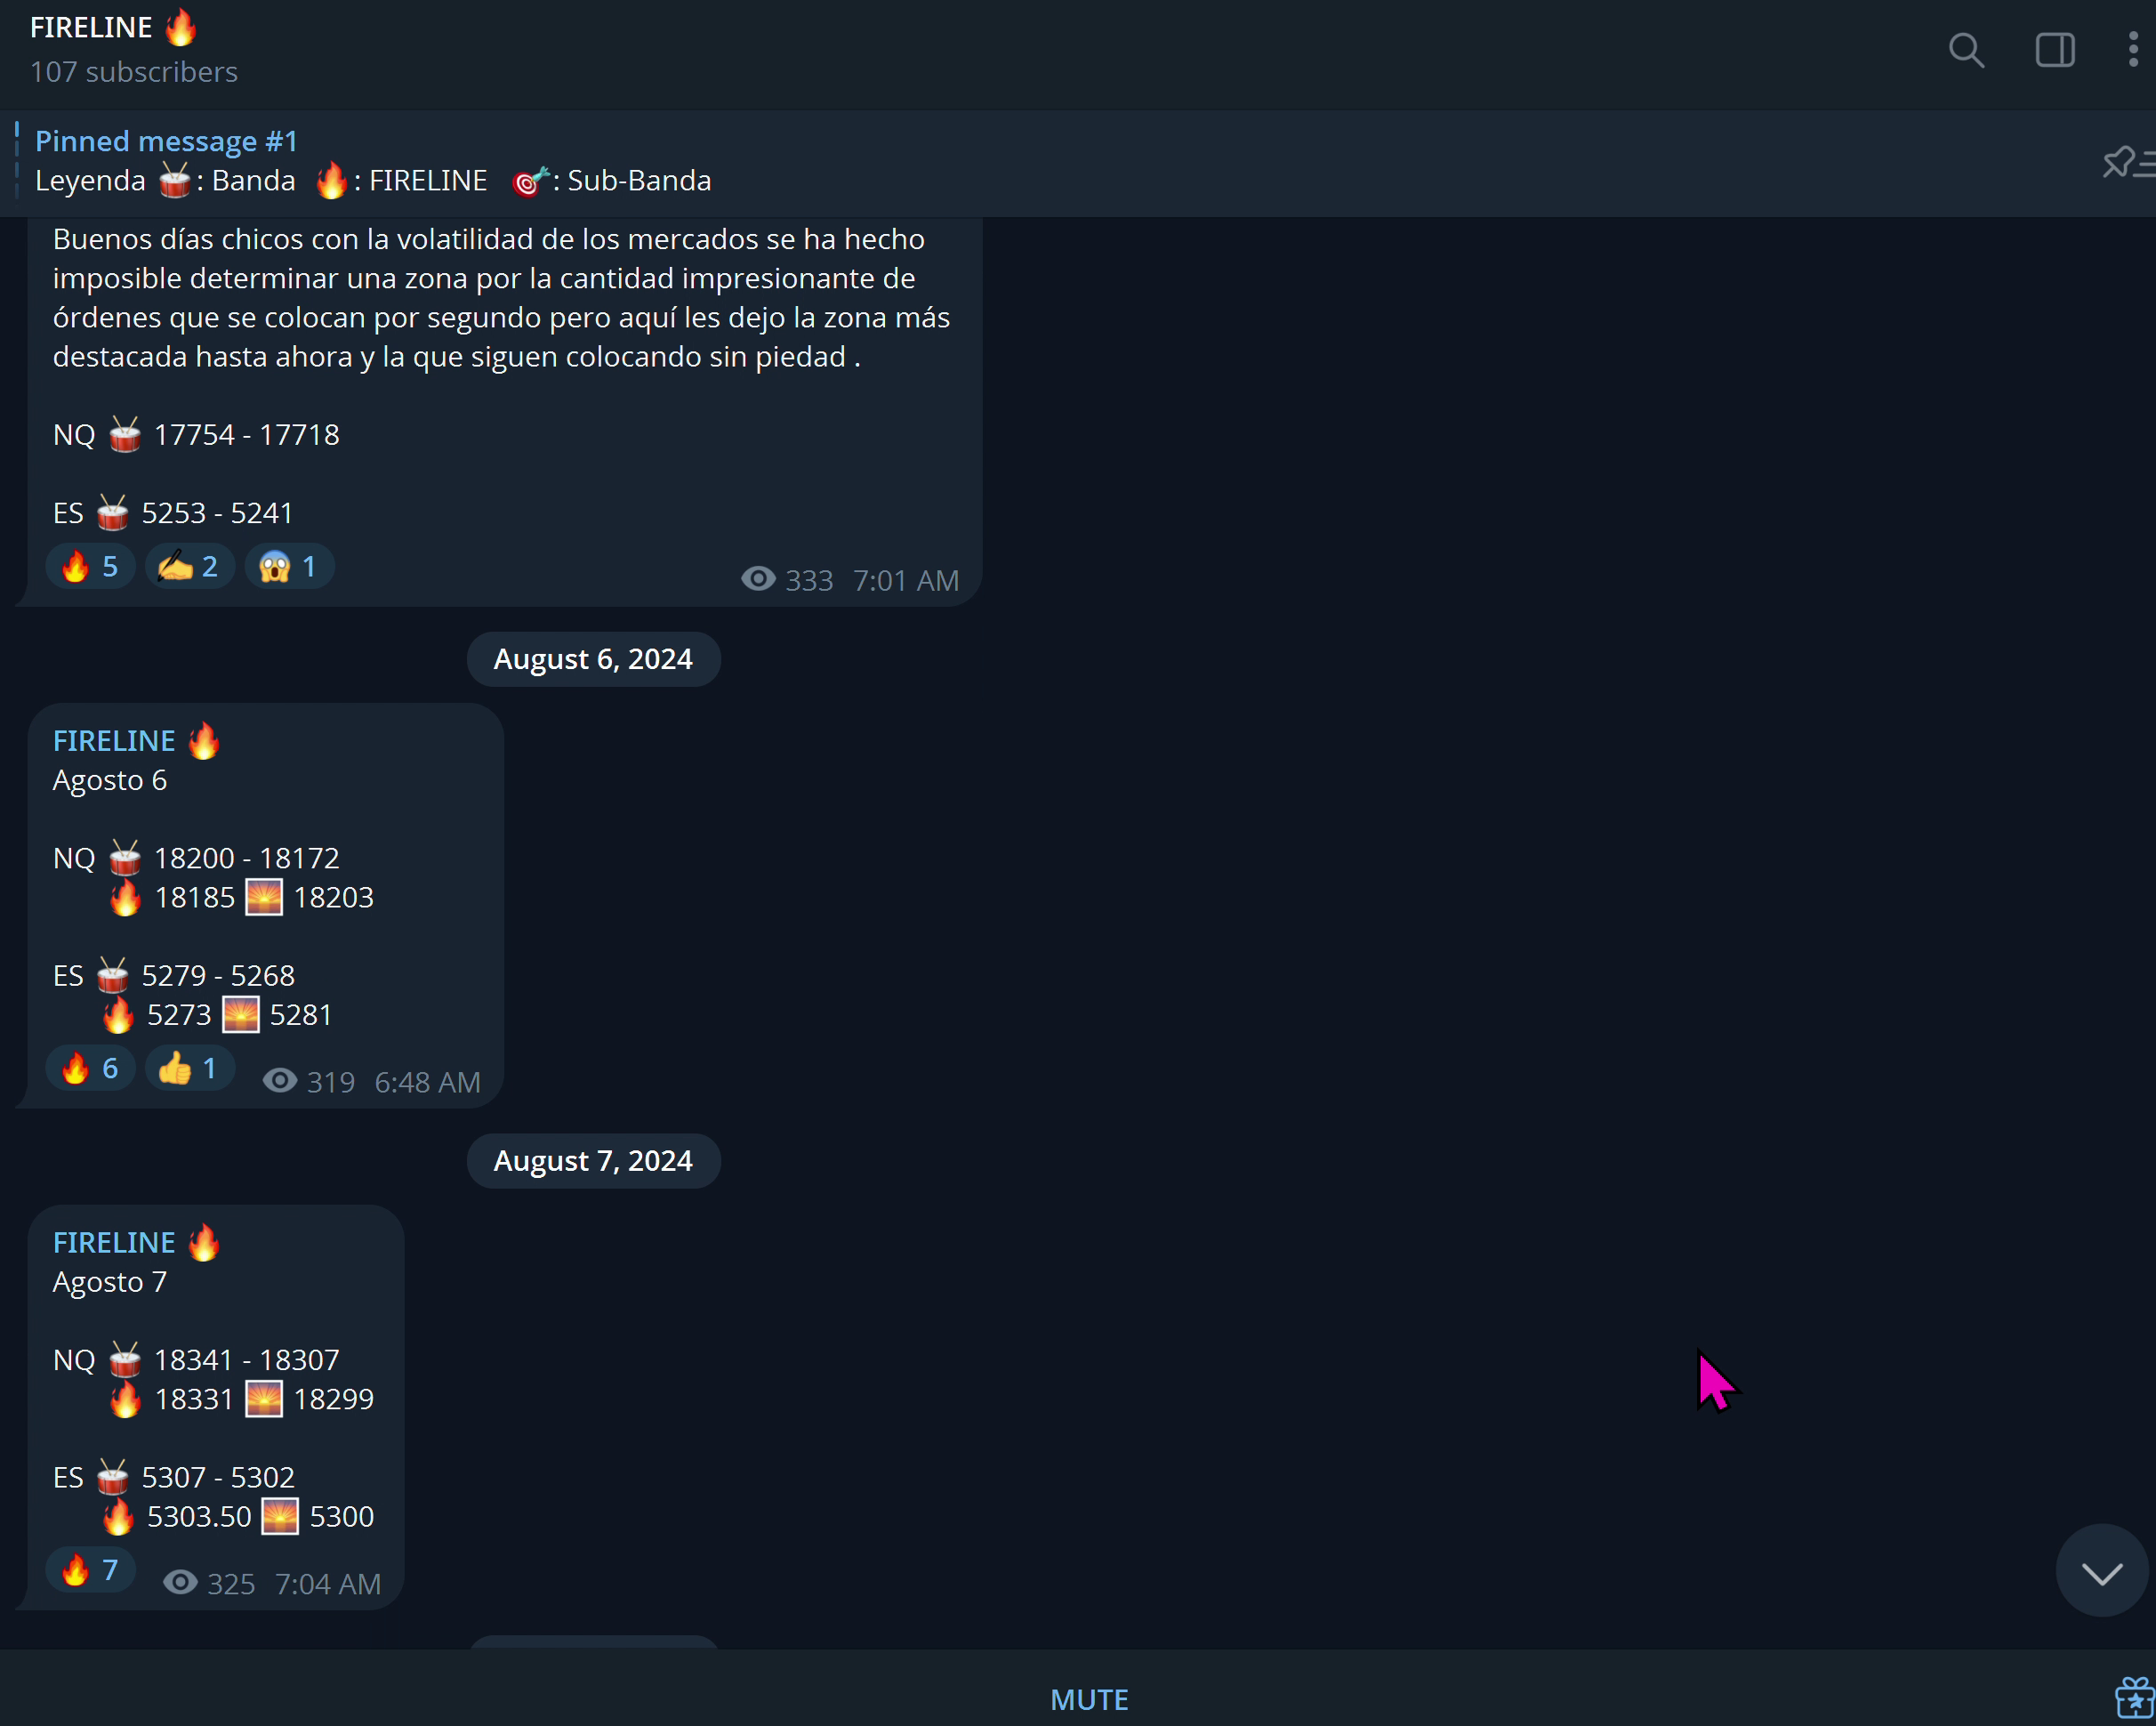 FIRELINE 🔥
107 subscribers
Pinned message #1
Leyenda 🥁: Banda 🔥: FIRELINE 🎯: Sub-Banda
Buenos días chicos con la volatilidad de los mercados se ha hecho
imposible determinar una zona por la cantidad impresionante de
órdenes que se colocan por segundo pero aquí les dejo la zona más
destacada hasta ahora y la que siguen colocando sin piedad .
NQ 🥁 17754 - 17718
ES 🥁 5253 - 5241
🔥 5 ✍️ 2 😱 1 333 7:01 AM
August 6, 2024
FIRELINE 🔥
Agosto 6
NQ 🥁 18200 - 18172
🔥 18185 🌅 18203
ES 🥁 5279 - 5268
🔥 5273 🌅 5281
🔥 6 👍 1 319 6:48 AM
August 7, 2024
FIRELINE 🔥
Agosto 7
NQ 🥁 18341 - 18307
🔥 18331 🌅 18299
ES 🥁 5307 - 5302
🔥 5303.50 🌅 5300
🔥 7 325 7:04 AM
MUTE